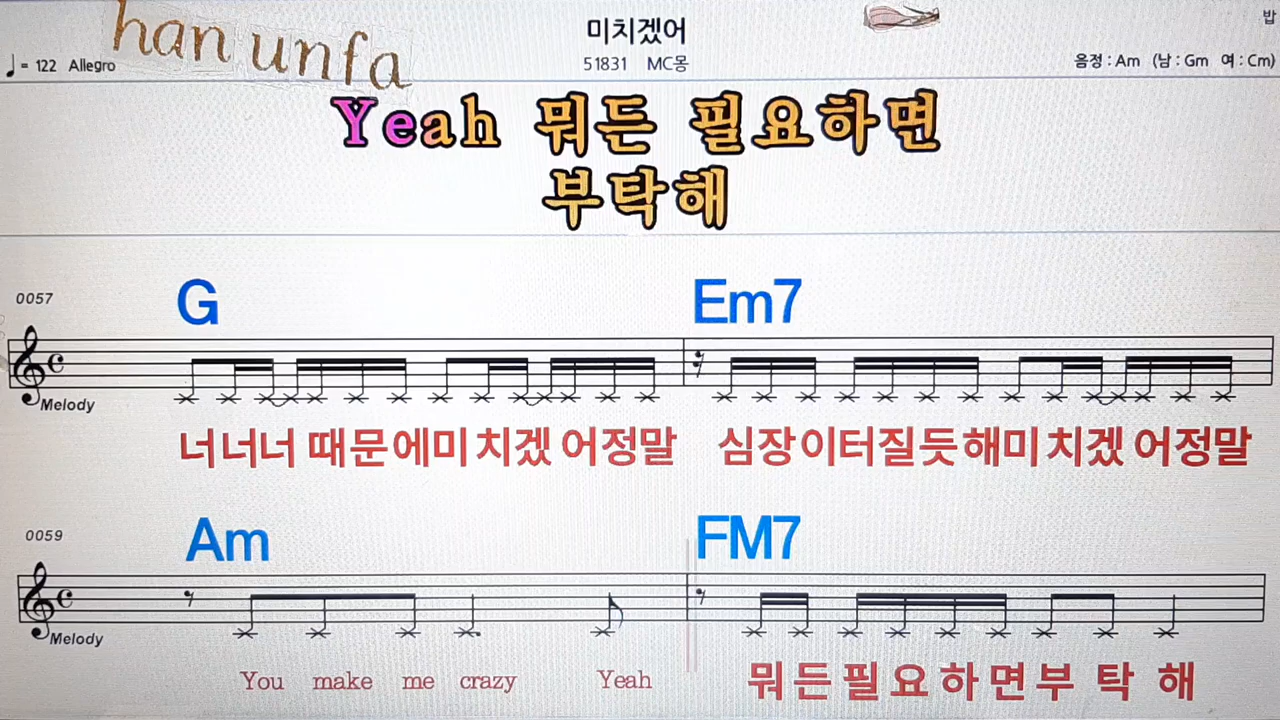 han unfa
미치겠어
밥
♩ = 122 Allegro
51831 MC몽
음정 : Am (남 : Gm 여 : Cm)
Yeah 뭐든 필요하면
부탁해
0057
G Em7
Melody
너너너 때문에미 치겠 어정말 심장이터질듯해미 치겠 어정말
0059
Am FM7
Melody
You make me crazy Yeah 뭐든필요하면부 탁 해